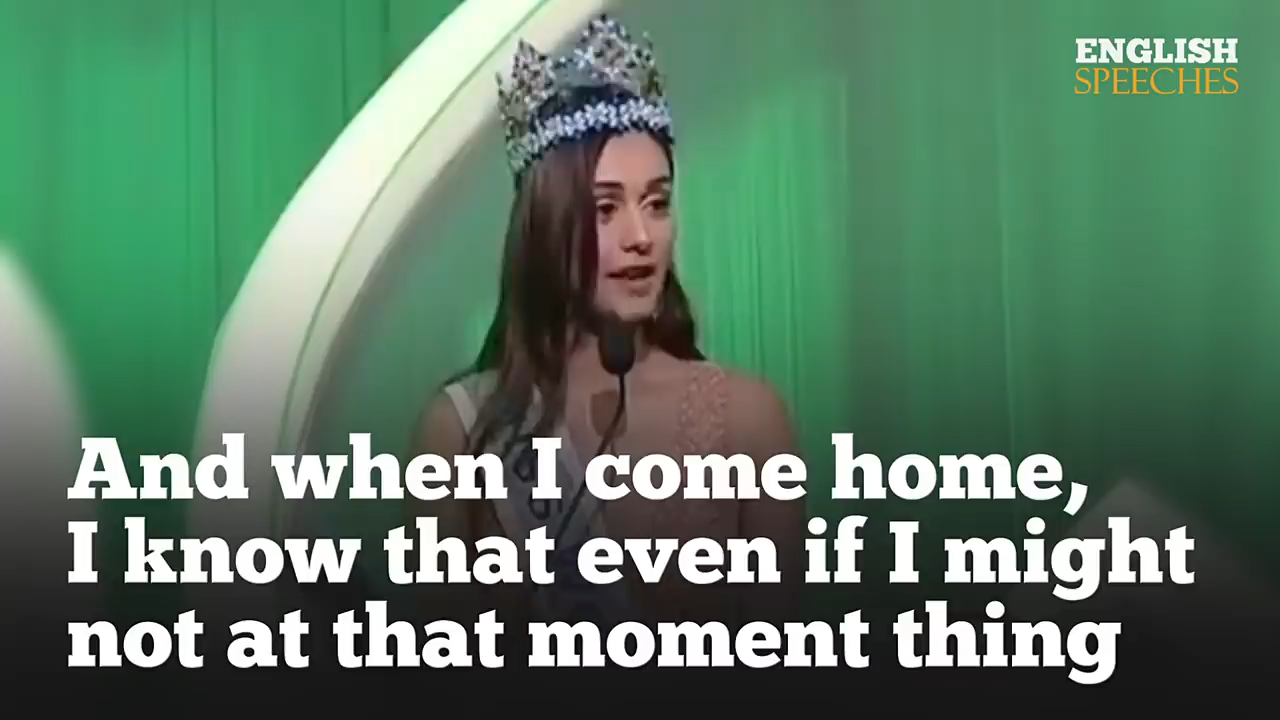 ENGLISH
SPEECHES
And when I come home,
I know that even if I might
not at that moment thing